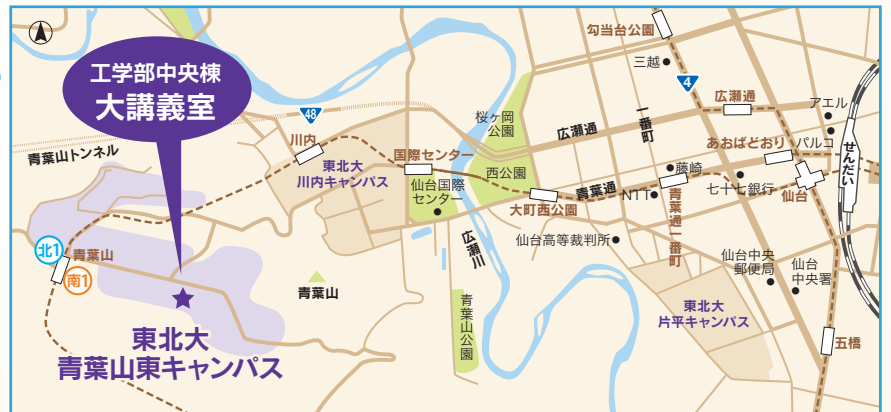 勾当台公園
三越
4
工学部中央棟
大講義室
48
川内
青葉山トンネル
東北大
川内キャンパス
国際センター
仙台国際
センター
桜ヶ岡
公園
西公園
広瀬通
一番町
広瀬通
アエル
パルコ
あおばどおり
せんだい
藤崎
七十七銀行
仙台
大町西公園
青葉通
NTT
青葉通一番町
仙台高等裁判所
広瀬川
北1
青葉山
南1
青葉山
青葉山公園
仙台中央
郵便局
仙台
中央署
東北大
片平キャンパス
五橋
東北大
青葉山東キャンパス